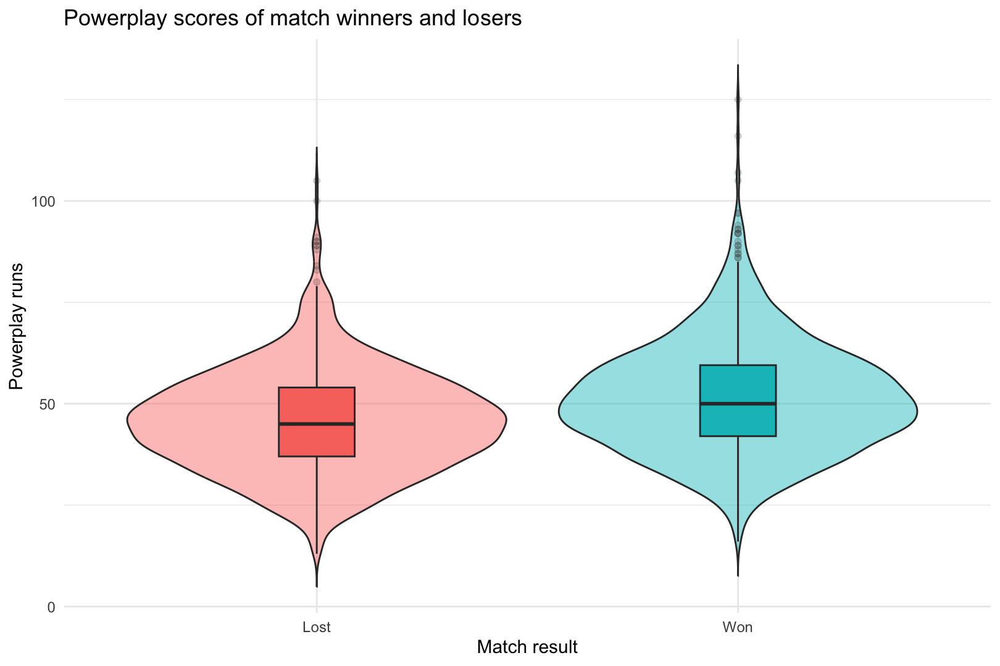 Powerplay scores of match winners and losers
Powerplay runs
100
50
0
Lost
Won
Match result